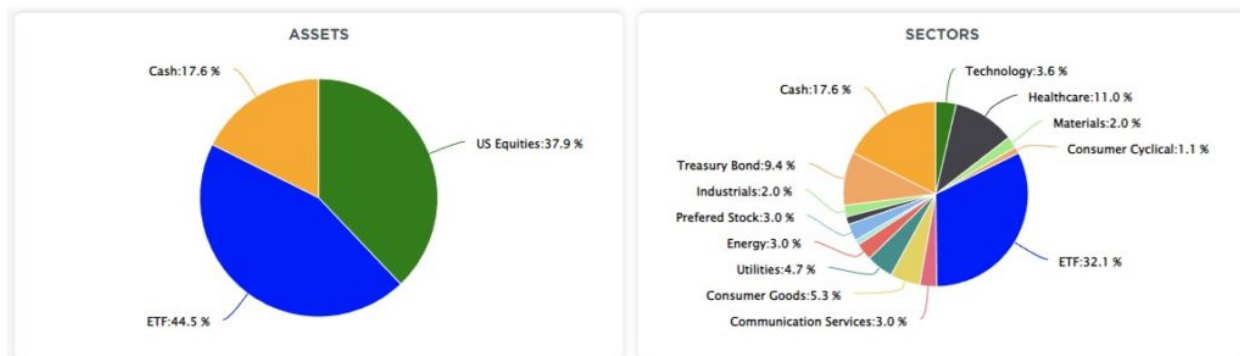 ASSETS
Cash:17.6 %
US Equities:37.9 %
ETF:44.5 %
SECTORS
Technology:3.6 %
Cash:17.6 %
Healthcare:11.0 %
Materials:2.0 %
Consumer Cyclical:1.1 %
Treasury Bond:9.4 %
Industrials:2.0 %
Prefered Stock:3.0 %
Energy:3.0 %
ETF:32.1 %
Utilities:4.7 %
Consumer Goods:5.3 %
Communication Services:3.0 %